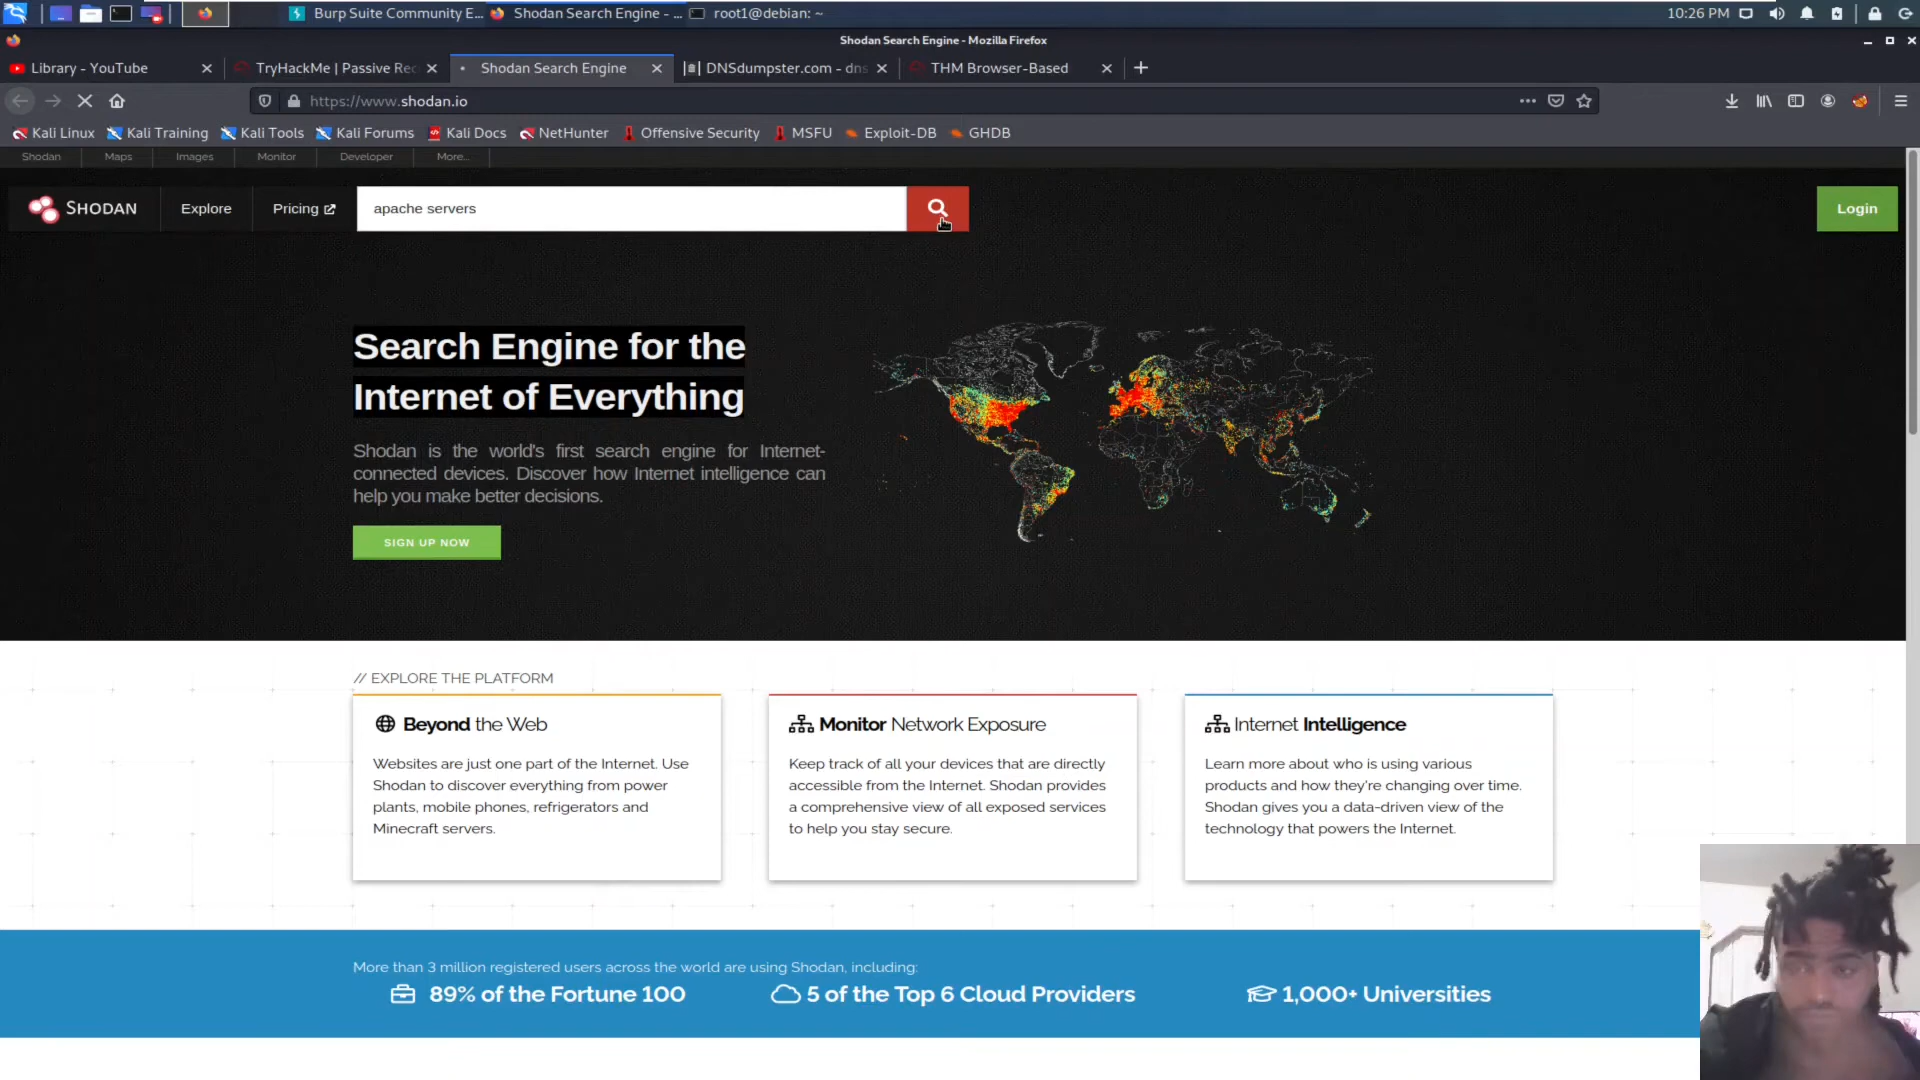 Burp Suite Community E...
Shodan Search Engine - ...
root1@debian: ~
10:26 PM
Shodan Search Engine - Mozilla Firefox
Library - YouTube
TryHackMe | Passive Rec
Shodan Search Engine
DNSdumpster.com - dns
THM Browser-Based
https://www.shodan.io
Kali Linux
Kali Training
Kali Tools
Kali Forums
Kali Docs
NetHunter
Offensive Security
MSFU
Exploit-DB
GHDB
Shodan
Maps
Images
Monitor
Developer
More...
SHODAN
Explore
Pricing
apache servers
Login
Search Engine for the
Internet of Everything
Shodan is the world's first search engine for Internet-
connected devices. Discover how Internet intelligence can
help you make better decisions.
SIGN UP NOW
// EXPLORE THE PLATFORM
Beyond the Web
Websites are just one part of the Internet. Use
Shodan to discover everything from power
plants, mobile phones, refrigerators and
Minecraft servers.
Monitor Network Exposure
Keep track of all your devices that are directly
accessible from the Internet. Shodan provides
a comprehensive view of all exposed services
to help you stay secure.
Internet Intelligence
Learn more about who is using various
products and how they're changing over time.
Shodan gives you a data-driven view of the
technology that powers the Internet.
More than 3 million registered users across the world are using Shodan, including:
89% of the Fortune 100
5 of the Top 6 Cloud Providers
1,000+ Universities